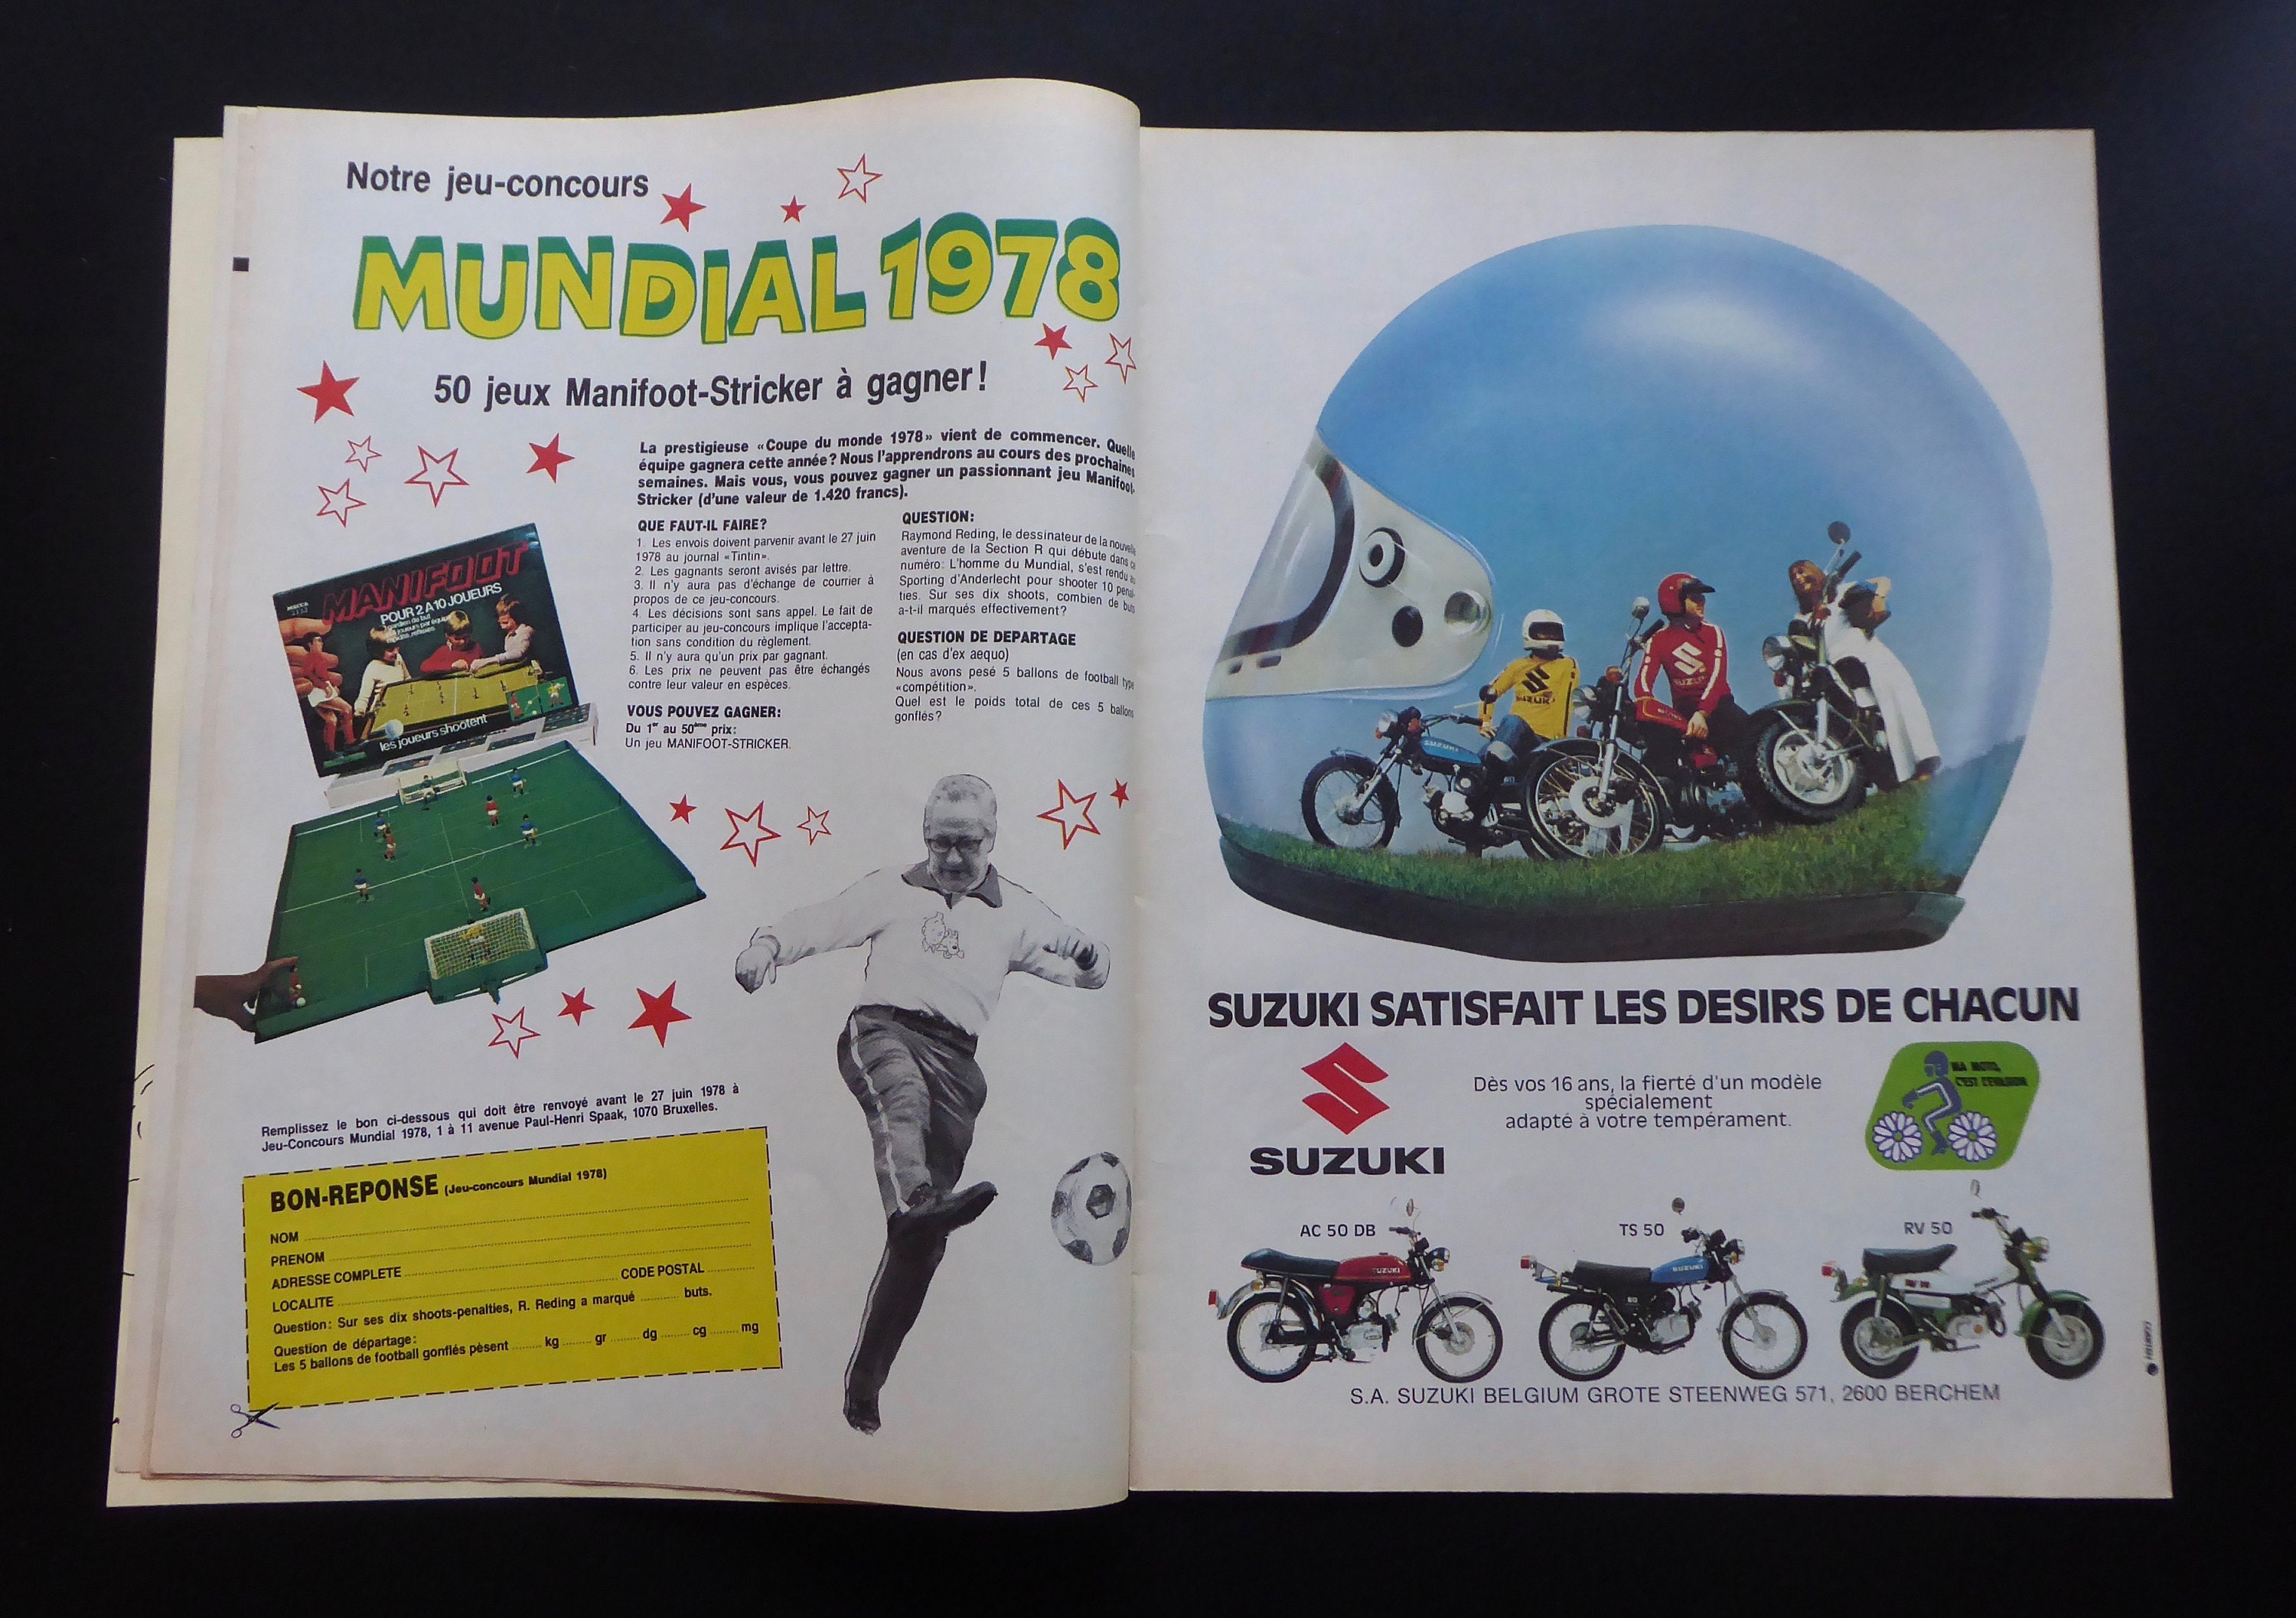 Notre jeu-concours
MUNDIAL 1978
50 jeux Manifoot-Stricker à gagner!
La prestigieuse «Coupe du monde 1978» vient de commencer. Quelle
équipe gagnera cette année? Nous l'apprendrons au cours des prochaines
semaines. Mais vous, vous pouvez gagner un passionnant jeu Manifoot-
Stricker (d'une valeur de 1.420 francs).
QUE FAUT-IL FAIRE?
1. Les envois doivent parvenir avant le 27 juin
1978 au journal «Tintin».
2. Les gagnants seront avisés par lettre.
3. Il n'y aura pas d'échange de courrier à
propos de ce jeu-concours.
4. Les décisions sont sans appel. Le fait de
participer au jeu-concours implique l'accepta-
tion sans condition du règlement.
5. Il n'y aura qu'un prix par gagnant.
6. Les prix ne peuvent pas être échangés
contre leur valeur en espèces.
VOUS POUVEZ GAGNER:
Du 1er au 50ème prix:
Un jeu MANIFOOT-STRICKER.
QUESTION:
Raymond Reding, le dessinateur de la nouvelle
aventure de la Section R qui débute dans ce
numéro: L'homme du Mundial, s'est rendu au
Sporting d'Anderlecht pour shooter 10 penal-
ties. Sur ses dix shoots, combien de buts
a-t-il marqués effectivement?
QUESTION DE DEPARTAGE
(en cas d'ex aequo)
Nous avons pesé 5 ballons de football type
«compétition».
Quel est le poids total de ces 5 ballons
gonflés?
MANIFOOT
POUR 2 A 10 JOUEURS
les joueurs shootent
Remplissez le bon ci-dessous qui doit être renvoyé avant le 27 juin 1978 à
Jeu-Concours Mundial 1978, 1 à 11 avenue Paul-Henri Spaak, 1070 Bruxelles.
BON-REPONSE (Jeu-concours Mundial 1978)
NOM
PRENOM
ADRESSE COMPLETE
LOCALITE CODE POSTAL
Question: Sur ses dix shoots-penalties, R. Reding a marqué buts.
Question de départage:
Les 5 ballons de football gonflés pèsent kg gr dg cg mg
SUZUKI
SUZUKI
SUZUKI
SUZUKI SATISFAIT LES DESIRS DE CHACUN
SUZUKI
Dès vos 16 ans, la fierté d'un modèle
spécialement
adapté à votre tempérament.
MA MOTO,
C'EST L'EVASION
AC 50 DB
TS 50
RV 50
SUZUKI
SUZUKI
S.A. SUZUKI BELGIUM GROTE STEENWEG 571, 2600 BERCHEM